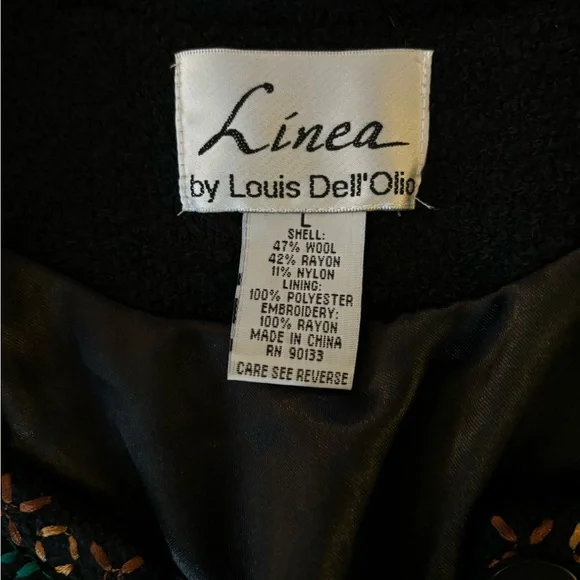 Linea
by Louis Dell'Olio
L
SHELL:
47% WOOL
42% RAYON
11% NYLON
LINING:
100% POLYESTER
EMBROIDERY:
100% RAYON
MADE IN CHINA
RN 90133
CARE SEE REVERSE